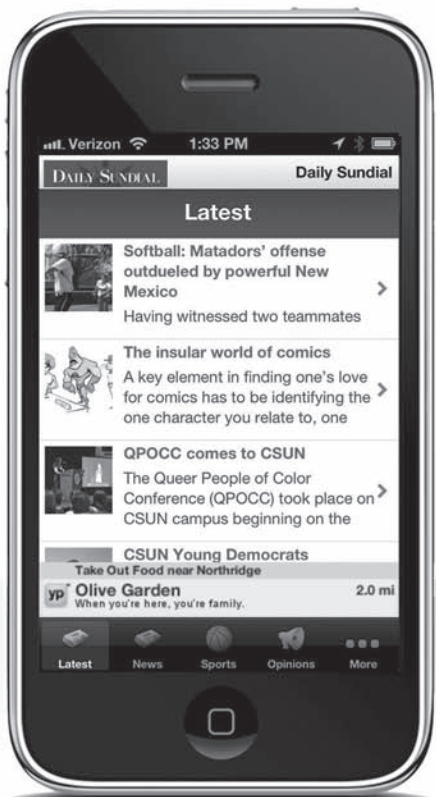 Verizon 1:33 PM
DAILY SUNDIAL Daily Sundial
Latest
Softball: Matadors' offense
outdueled by powerful New
Mexico
Having witnessed two teammates
The insular world of comics
A key element in finding one's love
for comics has to be identifying the
one character you relate to, one
QPOCC comes to CSUN
The Queer People of Color
Conference (QPOCC) took place on
CSUN campus beginning on the
CSUN Young Democrats
Take Out Food near Northridge
yp Olive Garden 2.0 mi
When you're here, you're family.
Latest News Sports Opinions More